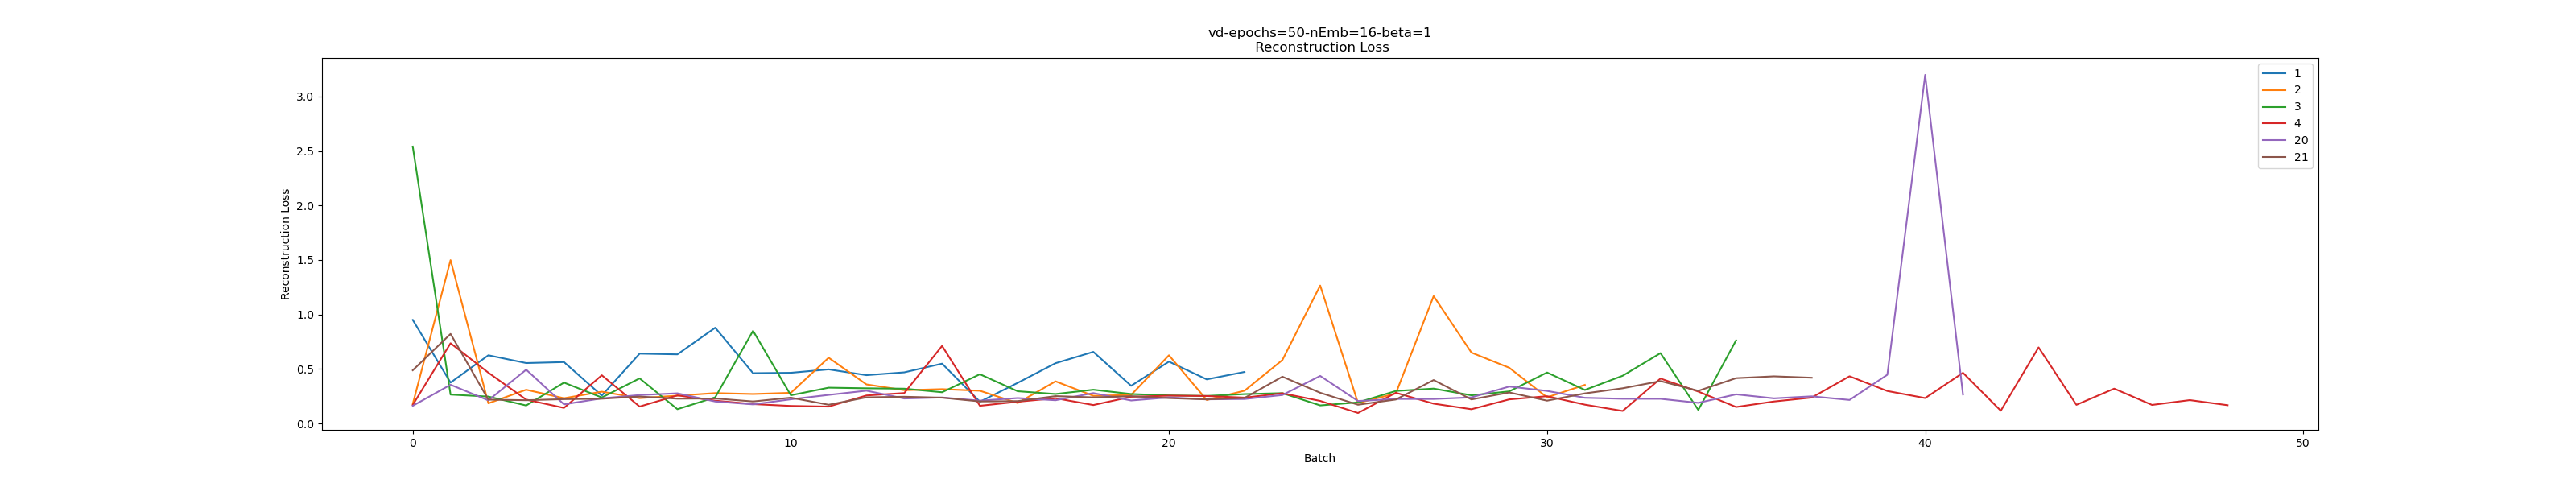 vd-epochs=50-nEmb=16-beta=1
Reconstruction Loss
3.0
2.5
2.0
1.5
1.0
0.5
0.0
Reconstruction Loss
0 10 20 30 40 50
Batch
1
2
3
4
20
21